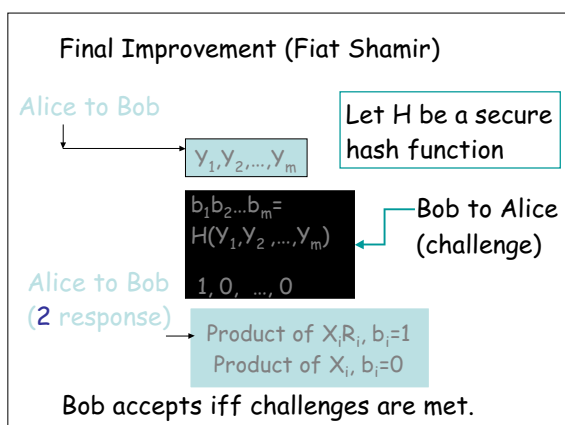 Final Improvement (Fiat Shamir)
Alice to Bob
Let H be a secure
hash function
Y₁,Y₂,...,Yₘ
b₁b₂...bₘ=
H(Y₁,Y₂ ,...,Yₘ)
1, 0, ..., 0
Bob to Alice
(challenge)
Alice to Bob
(2 response)
Product of XᵢRᵢ, bᵢ=1
Product of Xᵢ, bᵢ=0
Bob accepts iff challenges are met.